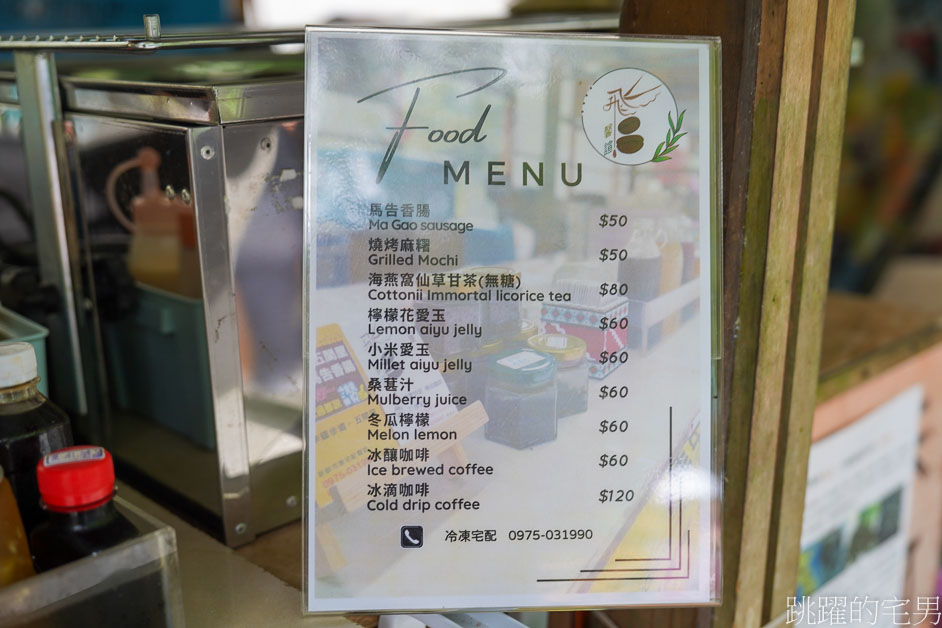 Food
MENU
馬告香腸
Ma Gao sausage $50
燒烤麻糬
Grilled Mochi $50
海燕窩仙草甘茶(無糖)
Cottonii Immortal licorice tea $80
檸檬花愛玉
Lemon aiyu jelly $60
小米愛玉
Millet aiyu jelly $60
桑葚汁
Mulberry juice $60
冬瓜檸檬
Melon lemon $60
冰釀咖啡
Ice brewed coffee $60
冰滴咖啡
Cold drip coffee $120
冷凍宅配 0975-031990
跳躍的宅男